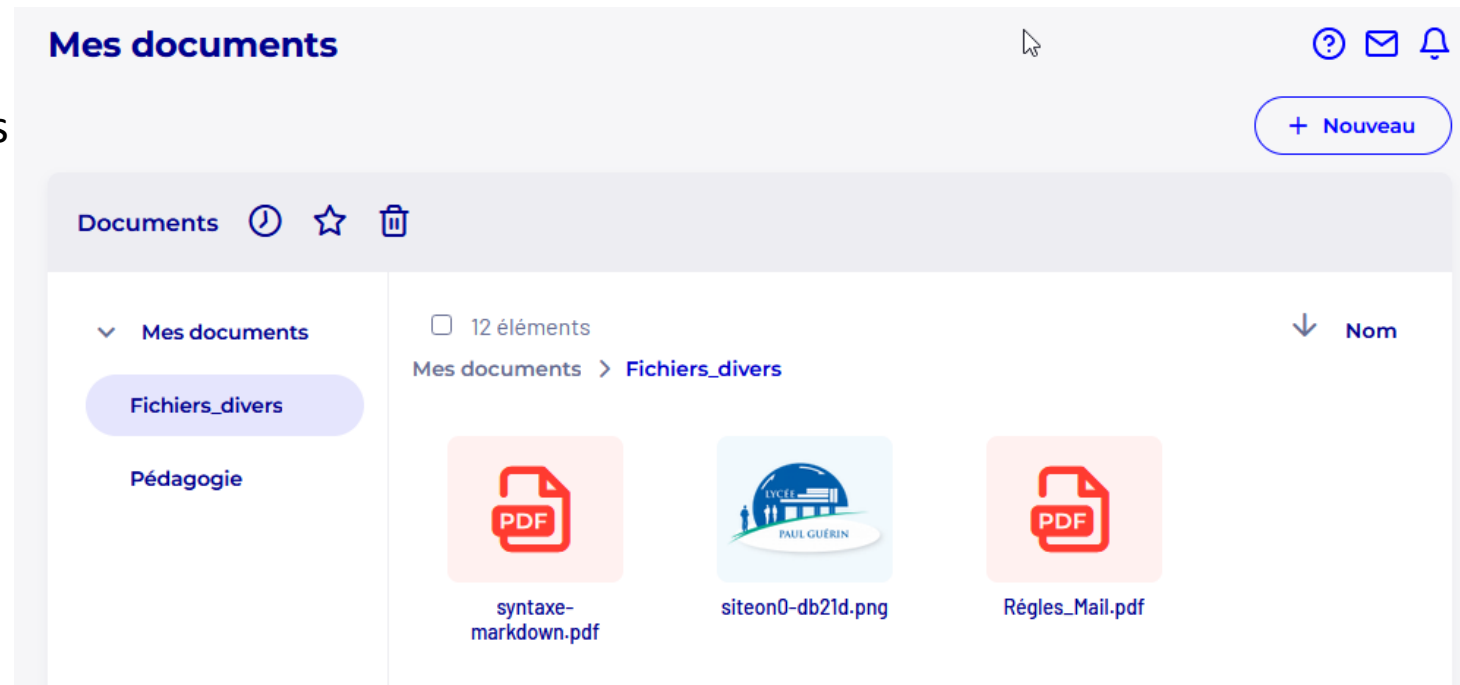 Mes documents
s
+ Nouveau
Documents
Mes documents
Fichiers_divers
Pédagogie
12 éléments
Nom
Mes documents > Fichiers_divers
PDF
LYCÉE
PAUL GUÉRIN
PDF
syntaxe-
markdown.pdf
siteon0-db21d.png
Régles_Mail.pdf